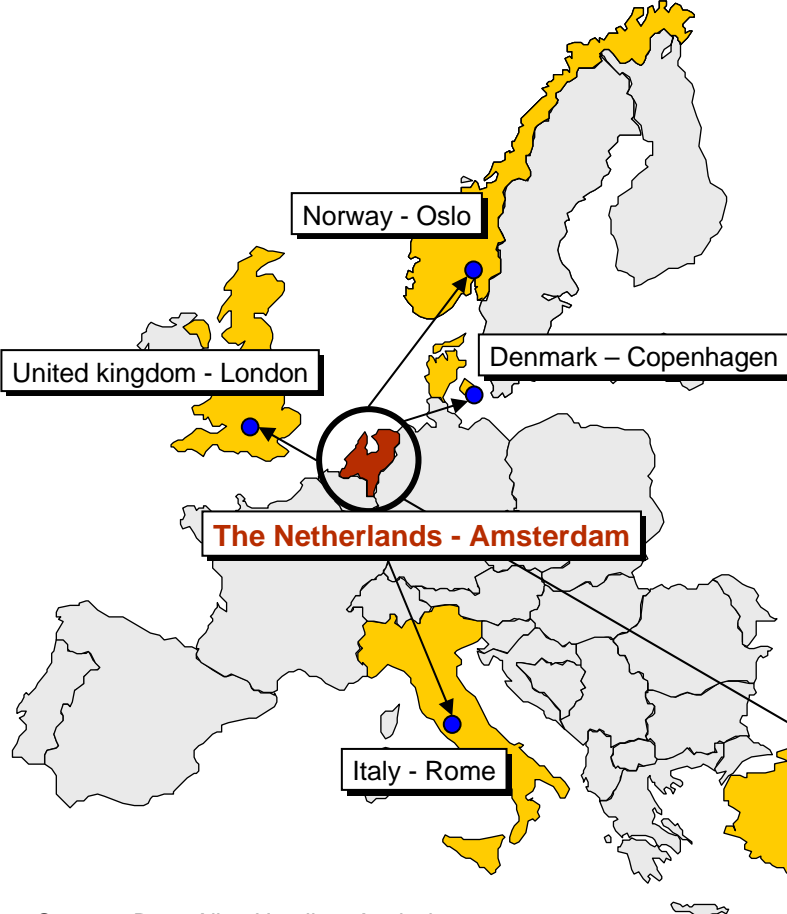 Norway - Oslo
United kingdom - London
Denmark – Copenhagen
The Netherlands - Amsterdam
Italy - Rome